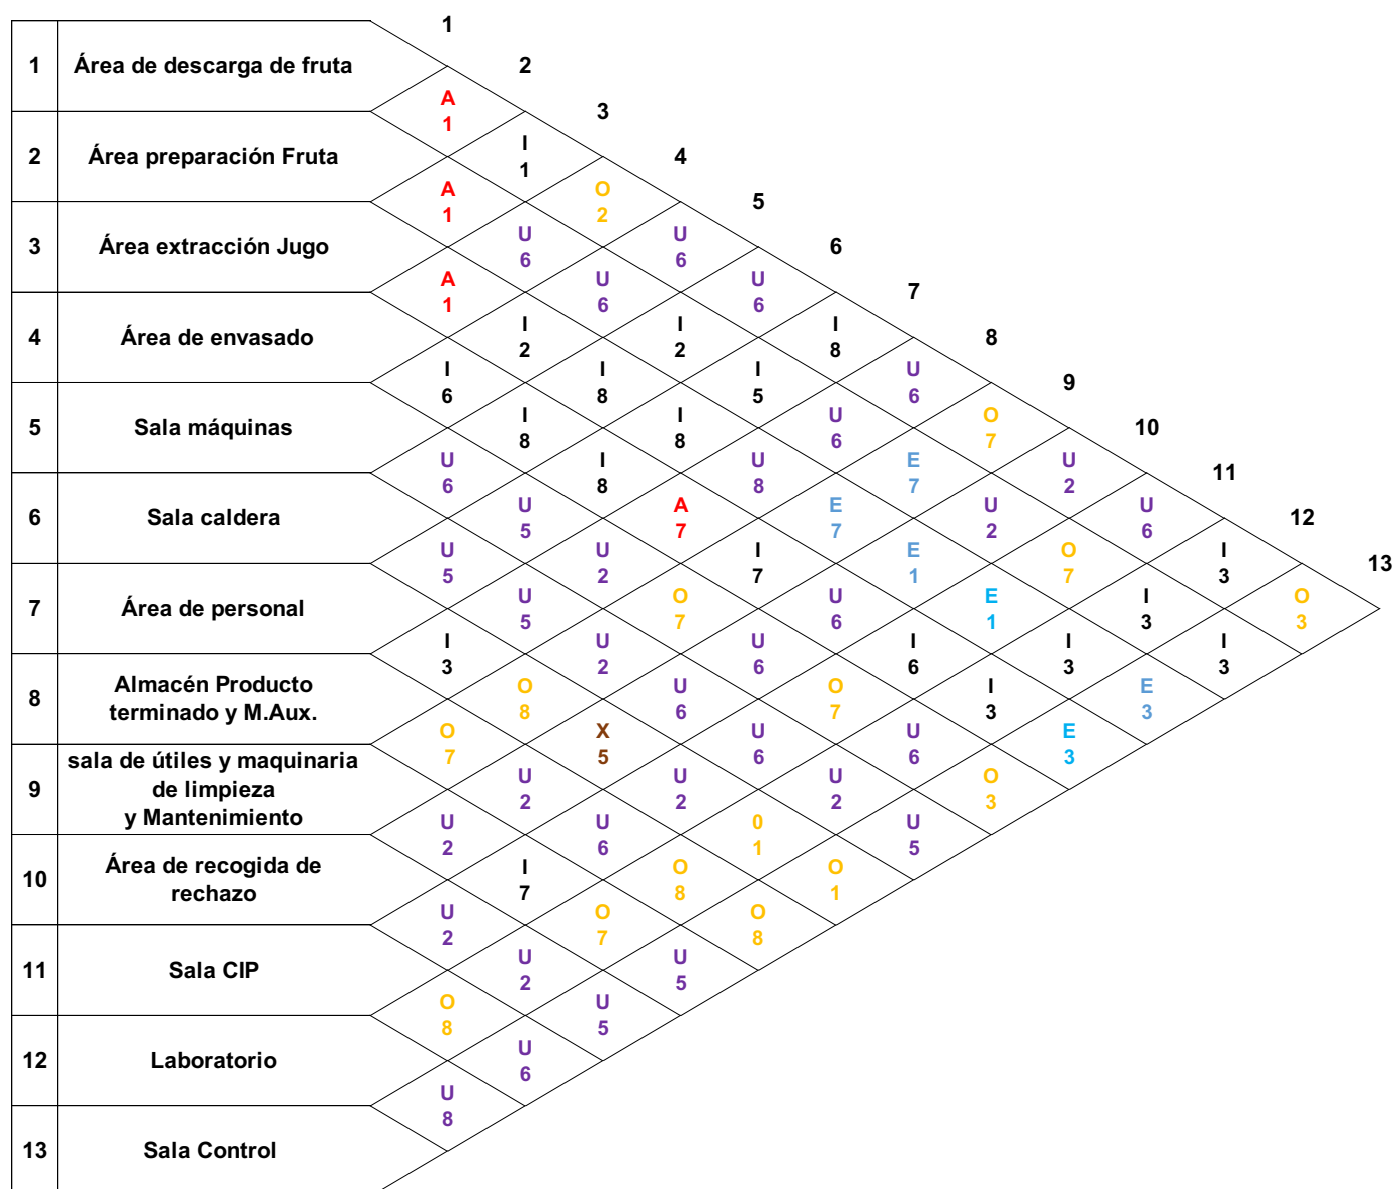 1 Área de descarga de fruta
2 Área preparación Fruta
3 Área extracción Jugo
4 Área de envasado
5 Sala máquinas
6 Sala caldera
7 Área de personal
8 Almacén Producto
terminado y M.Aux.
9 sala de útiles y maquinaria
de limpieza
y Mantenimiento
10 Área de recogida de
rechazo
11 Sala CIP
12 Laboratorio
13 Sala Control
1
2
3
4
5
6
7
8
9
10
11
12
13
A
1
A
1
A
1
I
6
U
6
U
5
I
3
O
7
U
2
U
2
O
8
U
8
I
1
U
6
I
2
I
8
U
5
U
5
O
8
U
2
I
7
U
2
U
6
O
2
U
6
I
8
I
8
U
2
U
2
X
5
U
6
O
7
U
5
U
6
I
2
I
8
A
7
O
7
U
6
U
2
O
8
U
5
U
6
I
5
U
8
I
7
U
6
U
6
0
1
O
8
I
8
U
6
E
7
U
6
O
7
U
2
O
1
U
6
E
7
E
1
I
6
U
6
U
5
O
7
U
2
E
1
I
3
O
3
U
2
O
7
I
3
E
3
U
6
I
3
E
3
I
3
I
3
O
3